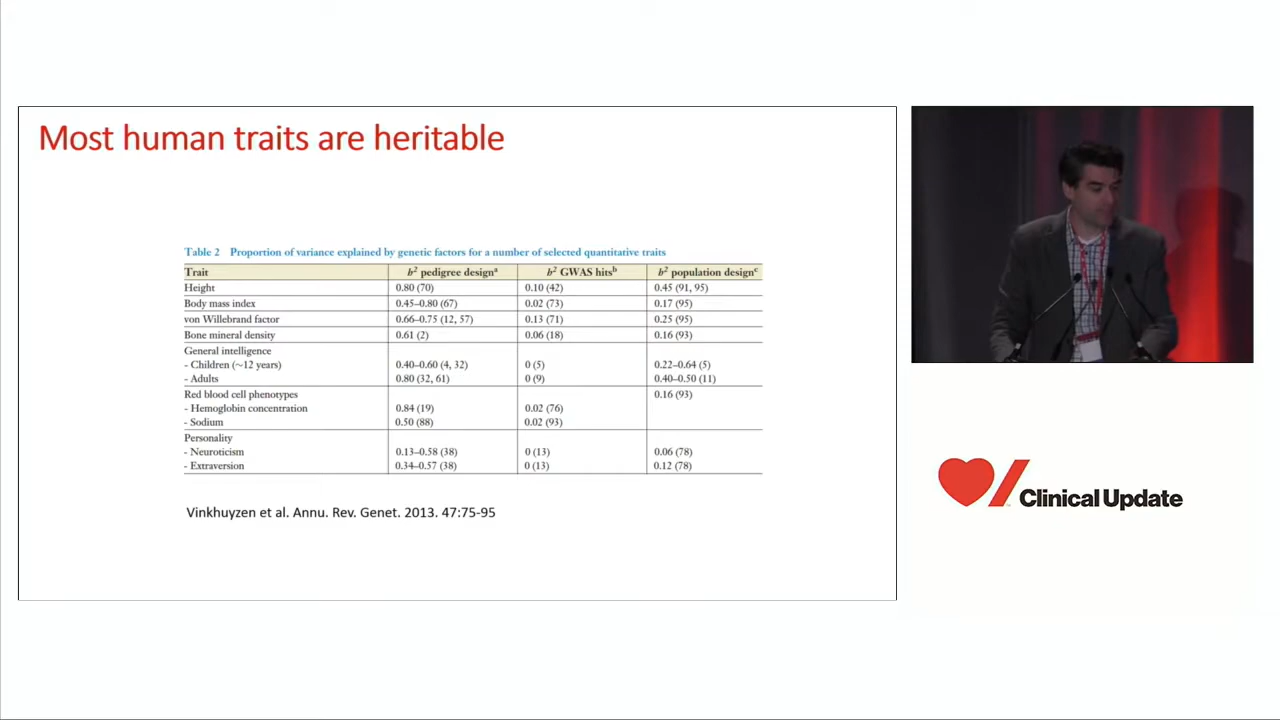 Most human traits are heritable
Table 2 Proportion of variance explained by genetic factors for a number of selected quantitative traits
Trait h² pedigree designᵃ h² GWAS hitsᵇ h² population designᶜ
Height 0.80 (70) 0.10 (42) 0.45 (91, 95)
Body mass index 0.45–0.80 (67) 0.02 (73) 0.17 (95)
von Willebrand factor 0.66–0.75 (12, 57) 0.13 (71) 0.25 (95)
Bone mineral density 0.61 (2) 0.06 (18) 0.16 (93)
General intelligence
- Children (~12 years) 0.40–0.60 (4, 32) 0 (5) 0.22–0.64 (5)
- Adults 0.80 (32, 61) 0 (9) 0.40–0.50 (11)
Red blood cell phenotypes 0.16 (93)
- Hemoglobin concentration 0.84 (19) 0.02 (76)
- Sodium 0.50 (88) 0.02 (93)
Personality
- Neuroticism 0.13–0.58 (38) 0 (13) 0.06 (78)
- Extraversion 0.34–0.57 (38) 0 (13) 0.12 (78)
Vinkhuyzen et al. Annu. Rev. Genet. 2013. 47:75-95
Clinical Update